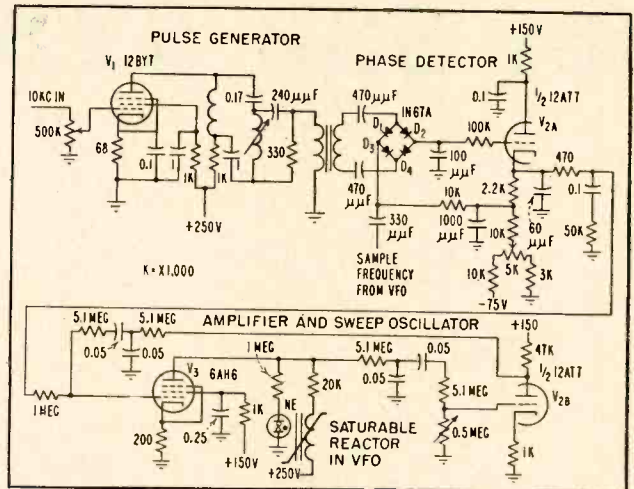 PULSE GENERATOR
PHASE DETECTOR
+150V
1K
V1 12BY7
0.1
1/2 12AT7
V2A
10KC IN
500K
68
0.1
1
1K
1K
0.17
1
240μμF
330
470μμF
470
μμF
1N67A
D1
D2
D3
D4
100
μμF
100K
470
2.2K
0.1
10K
1000
μμF
10K
60
μμF
50K
330
μμF
5K
10K
3K
-75V
+250V
K=X1,000
SAMPLE
FREQUENCY
FROM VFO
AMPLIFIER AND SWEEP OSCILLATOR
5.1 MEG
5.1 MEG
0.05
0.05
1 MEG
V3
6AH6
200
0.25
1K
+150V
1 MEG
NE
20K
+250V
SATURABLE
REACTOR
IN VFO
5.1 MEG
0.05
0.05
5.1 MEG
0.5 MEG
+150
47K
1/2 12AT7
V2B
1K